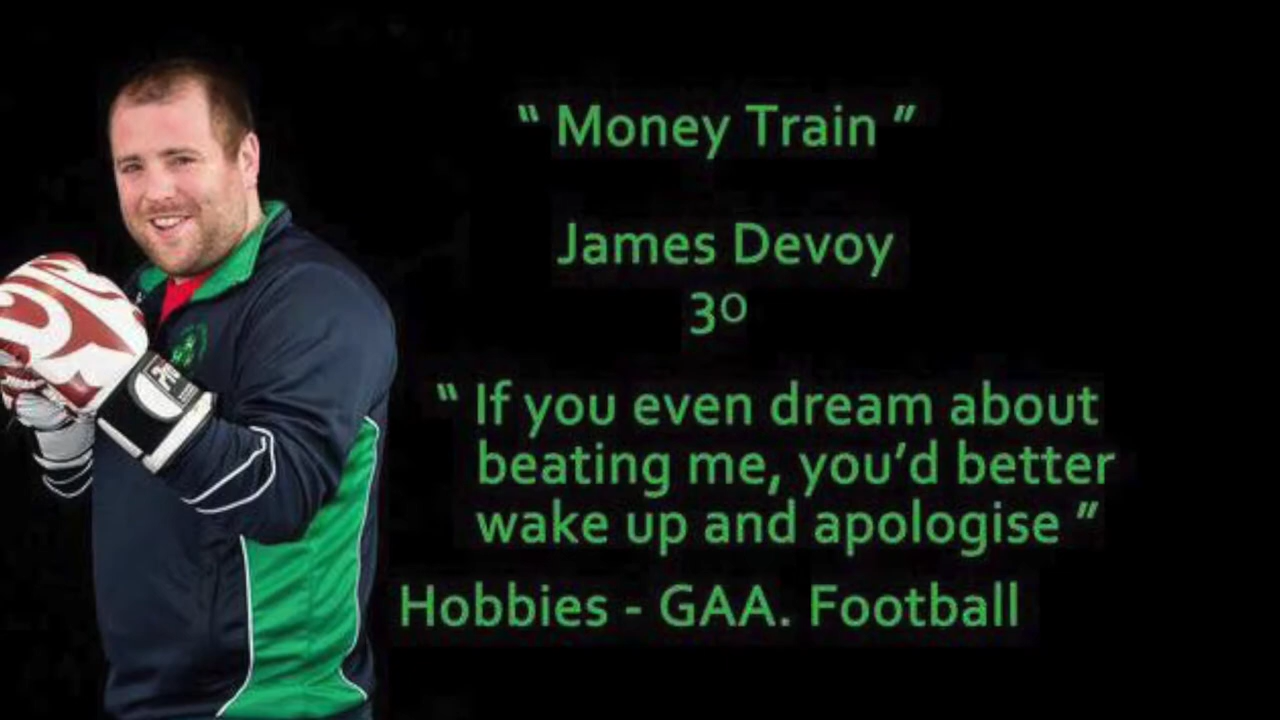 “ Money Train ”
James Devoy
30
“ If you even dream about
beating me, you’d better
wake up and apologise ”
Hobbies - GAA. Football